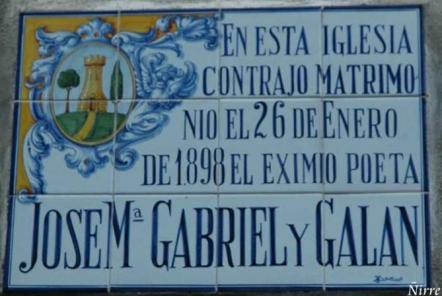 EN ESTA IGLESIA
CONTRAJO MATRIMO-
NIO EL 26 DE ENERO
DE 1.898 EL EXIMIO POETA
JOSE Mª GABRIEL Y GALAN
Ñirre